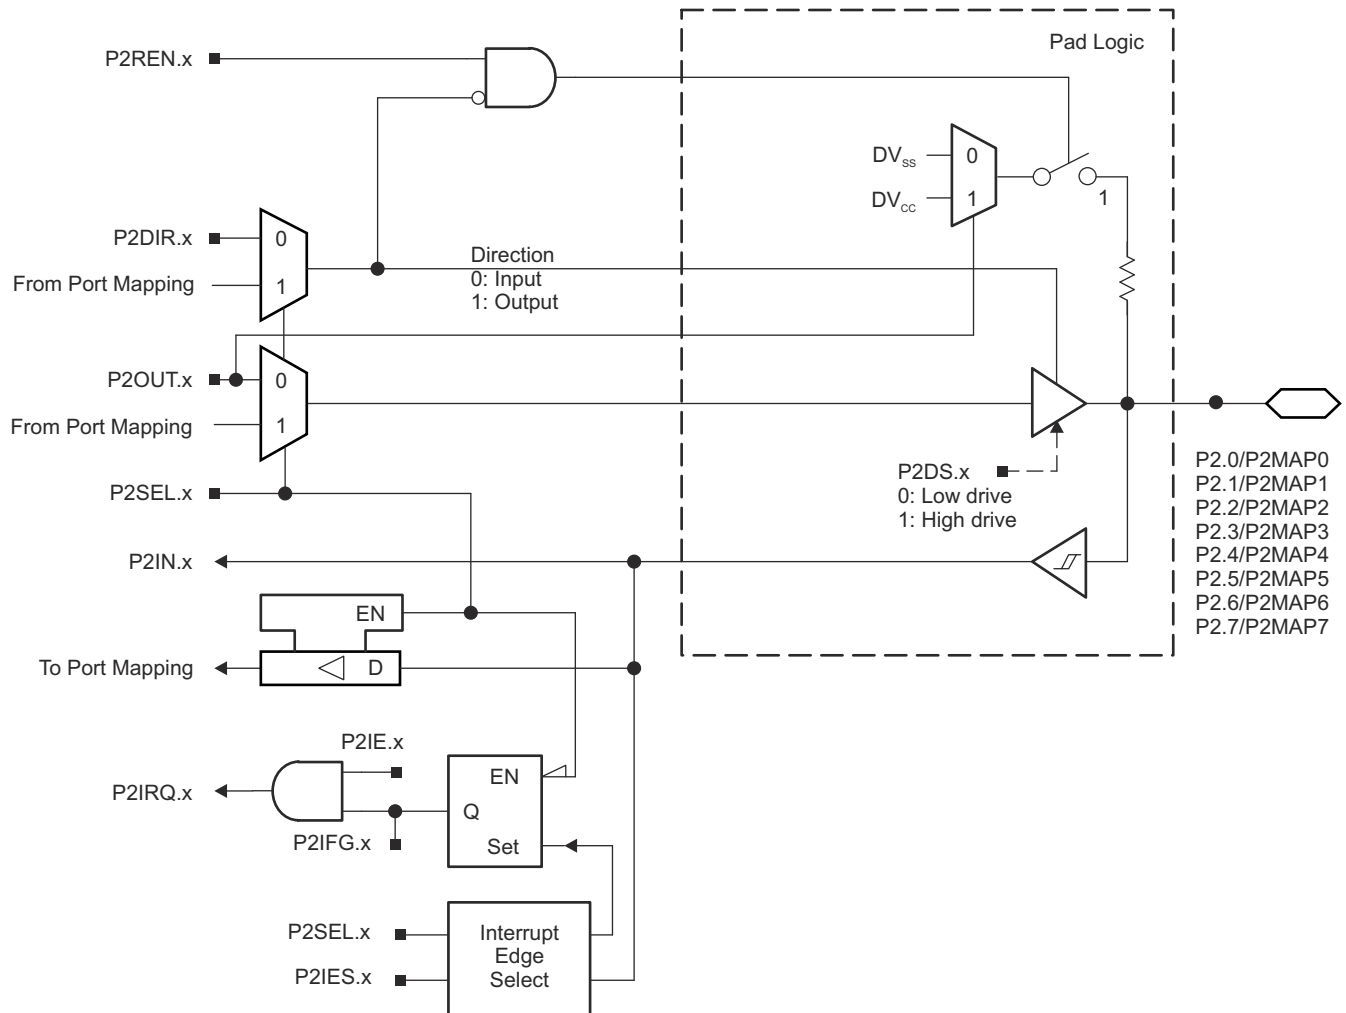 Pad Logic
P2REN.x
DVSS
0
DVCC
1
1
P2DIR.x
0
From Port Mapping
1
Direction
0: Input
1: Output
P2OUT.x
0
From Port Mapping
1
P2SEL.x
P2DS.x
0: Low drive
1: High drive
P2.0/P2MAP0
P2.1/P2MAP1
P2.2/P2MAP2
P2.3/P2MAP3
P2.4/P2MAP4
P2.5/P2MAP5
P2.6/P2MAP6
P2.7/P2MAP7
P2IN.x
EN
To Port Mapping
D
P2IE.x
P2IRQ.x
EN
Q
P2IFG.x
Set
P2SEL.x
P2IES.x
Interrupt
Edge
Select